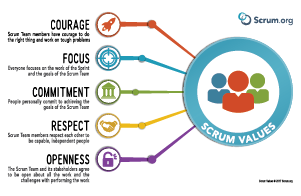 Scrum.org
COURAGE
Scrum Team members have courage to do
the right thing and work on tough problems
FOCUS
Everyone focuses on the work of the Sprint
and the goals of the Scrum Team
COMMITMENT
People personally commit to achieving the
goals of the Scrum Team
RESPECT
Scrum Team members respect each other to
be capable, independent people
OPENNESS
The Scrum Team and its stakeholders agree
to be open about all the work and the
challenges with performing the work
SCRUM VALUES